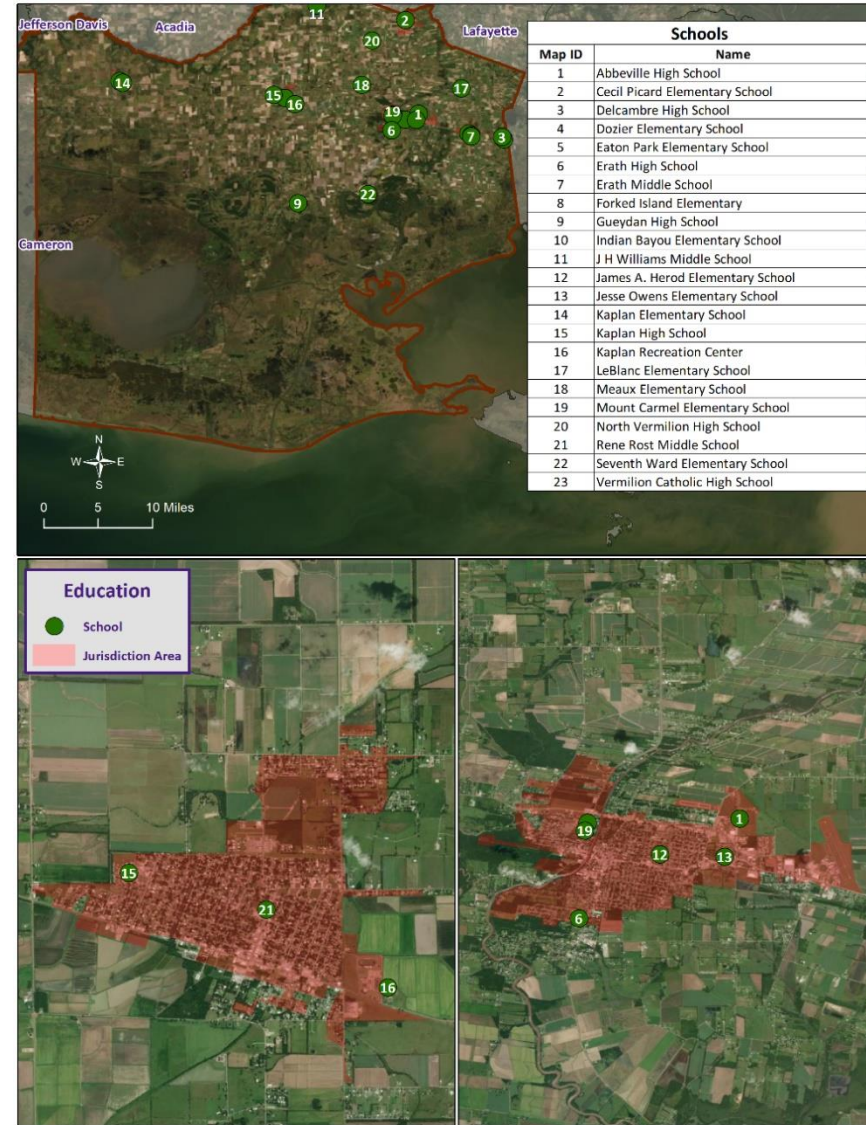 Jefferson Davis
Acadia
Lafayette
Cameron
11
2
20
14
18
17
15
16
19
1
6
7
3
22
9
N
W E
S
0 5 10 Miles
Schools
Map ID Name
1 Abbeville High School
2 Cecil Picard Elementary School
3 Delcambre High School
4 Dozier Elementary School
5 Eaton Park Elementary School
6 Erath High School
7 Erath Middle School
8 Forked Island Elementary
9 Gueydan High School
10 Indian Bayou Elementary School
11 J H Williams Middle School
12 James A. Herod Elementary School
13 Jesse Owens Elementary School
14 Kaplan Elementary School
15 Kaplan High School
16 Kaplan Recreation Center
17 LeBlanc Elementary School
18 Meaux Elementary School
19 Mount Carmel Elementary School
20 North Vermilion High School
21 Rene Rost Middle School
22 Seventh Ward Elementary School
23 Vermilion Catholic High School
Education
School
Jurisdiction Area
15
21
16
1
19
12
13
6